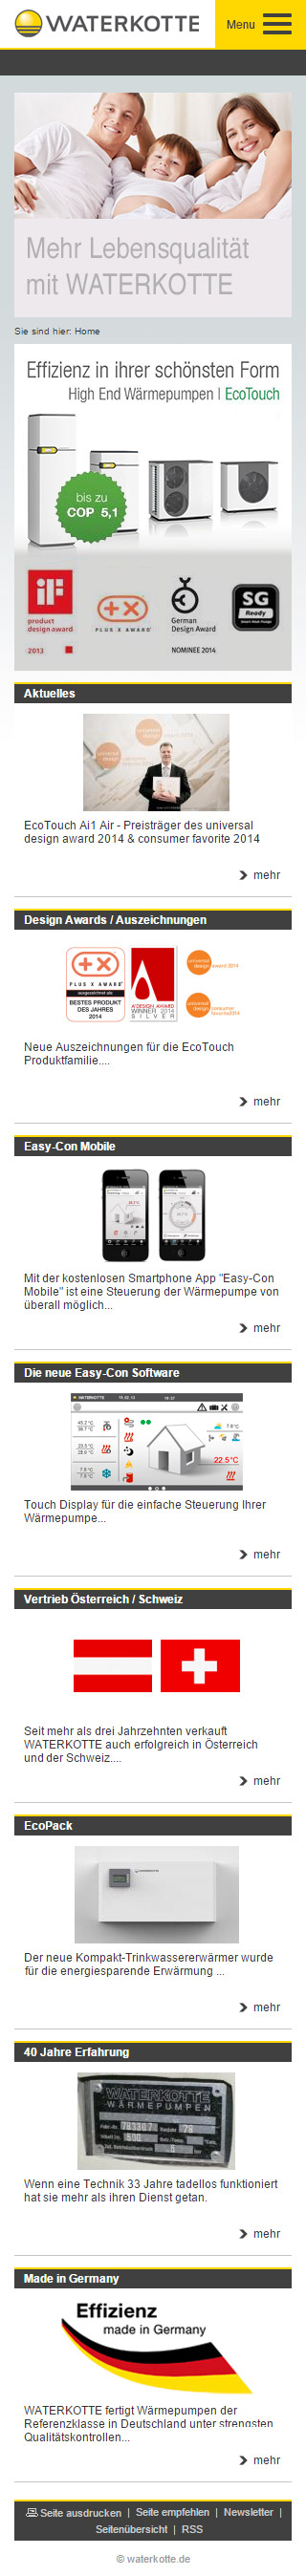 WATERKOTTE
Menu
Mehr Lebensqualität
mit WATERKOTTE
Sie sind hier: Home
Effizienz in ihrer schönsten Form
High End Wärmepumpen | EcoTouch
bis zu
COP 5,1
product
design award
2013
PLUS X AWARD
German
Design Award
NOMINEE 2014
SG
Ready
Aktuelles
EcoTouch Ai1 Air - Preisträger des universal
design award 2014 & consumer favorite 2014
mehr
Design Awards / Auszeichnungen
PLUS X AWARD
BESTES PRODUKT
DES JAHRES
2014
A'DESIGN AWARD
WINNER 2014
SILVER
Neue Auszeichnungen für die EcoTouch
Produktfamilie....
mehr
Easy-Con Mobile
Mit der kostenlosen Smartphone App "Easy-Con
Mobile" ist eine Steuerung der Wärmepumpe von
überall möglich...
mehr
Die neue Easy-Con Software
WATERKOTTE
22.5°C
Touch Display für die einfache Steuerung Ihrer
Wärmepumpe...
mehr
Vertrieb Österreich / Schweiz
Seit mehr als drei Jahrzehnten verkauft
WATERKOTTE auch erfolgreich in Österreich
und der Schweiz....
mehr
EcoPack
Der neue Kompakt-Trinkwassererwärmer wurde
für die energiesparende Erwärmung ...
mehr
40 Jahre Erfahrung
WATERKOTTE
WÄRMEPUMPEN
Wenn eine Technik 33 Jahre tadellos funktioniert
hat sie mehr als ihren Dienst getan.
mehr
Made in Germany
Effizienz
made in Germany
WATERKOTTE fertigt Wärmepumpen der
Referenzklasse in Deutschland unter strengsten
Qualitätskontrollen...
mehr
Seite ausdrucken | Seite empfehlen | Newsletter |
Seitenübersicht | RSS
© waterkotte.de